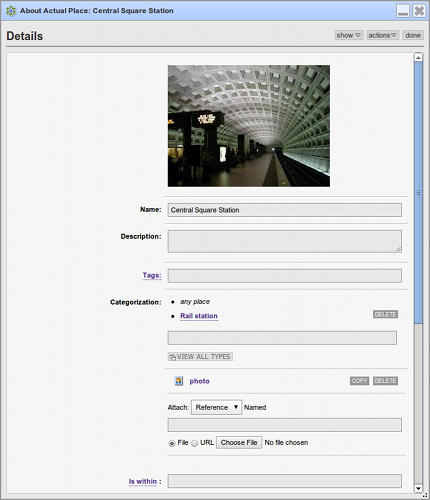 About Actual Place: Central Square Station
Details
show actions done
Name: Central Square Station
Description:
Tags:
Categorization: any place
Rail station DELETE
VIEW ALL TYPES
photo COPY DELETE
Attach: Reference Named
File URL Choose File No file chosen
Is within :